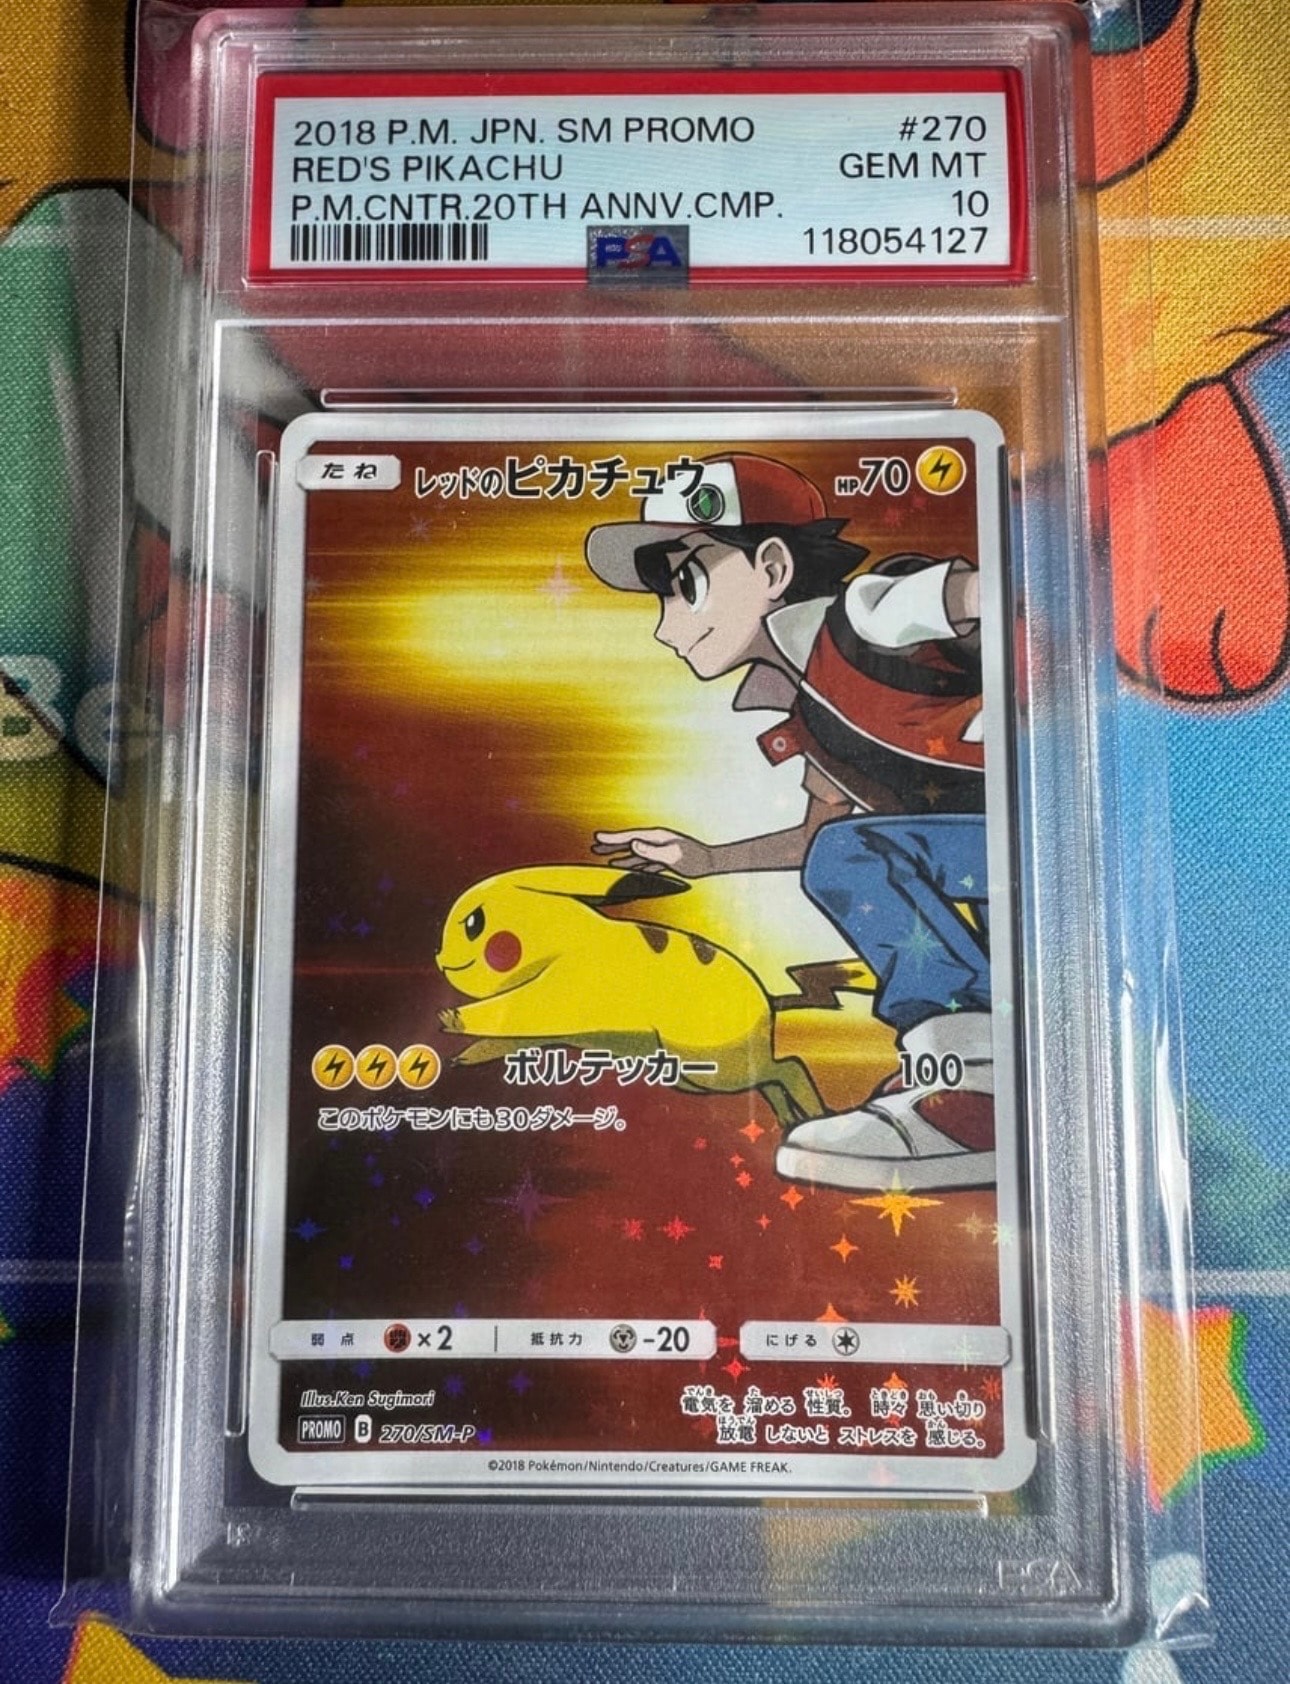 2018 P.M. JPN. SM PROMO #270
RED'S PIKACHU GEM MT
P.M.CNTR.20TH ANNV.CMP. 10
PSA 118054127
たね レッドのピカチュウ HP70
ボルテッカー 100
このポケモンにも30ダメージ。
弱点 ×2 抵抗力 -20 にげる
Illus.Ken Sugimori
PROMO B 270/SM-P
電気を 溜める 性質。 時々 思い切り
放電 しないと ストレスを 感じる。
©2018 Pokémon/Nintendo/Creatures/GAME FREAK.
PSA